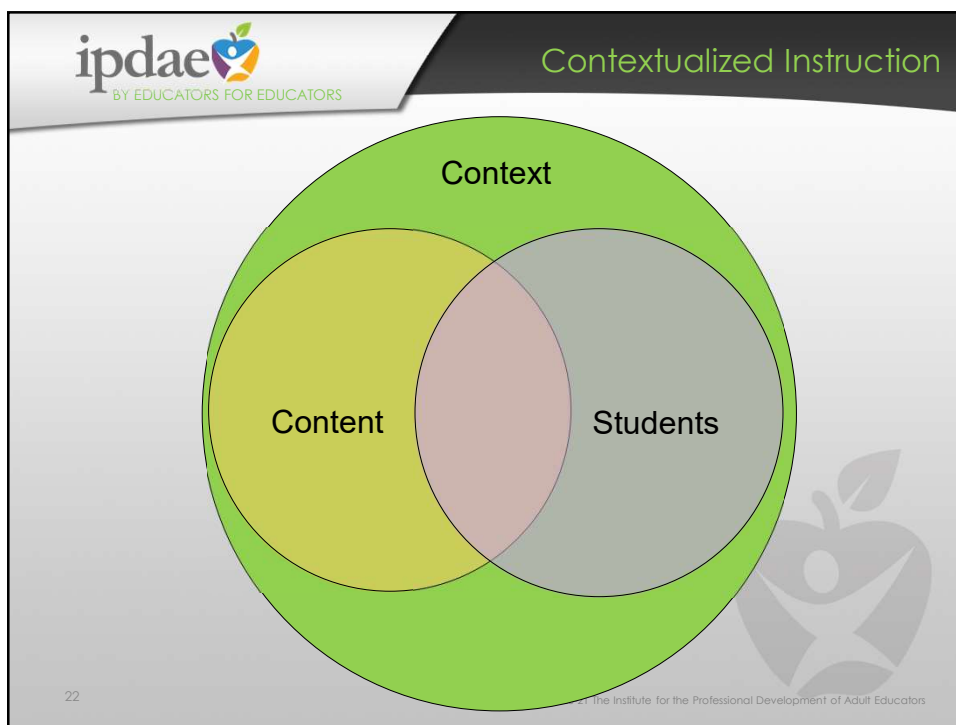 ipdae
BY EDUCATORS FOR EDUCATORS
Contextualized Instruction
Context
Content
Students
22
The Institute for the Professional Development of Adult Educators